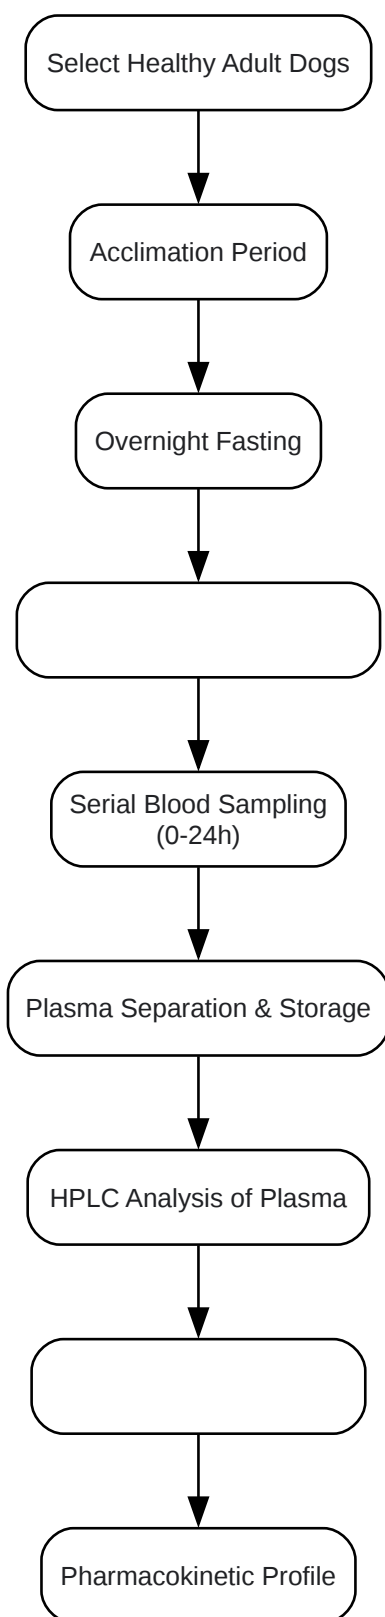 Select Healthy Adult Dogs
Acclimation Period
Overnight Fasting
Serial Blood Sampling
(0-24h)
Plasma Separation & Storage
HPLC Analysis of Plasma
Pharmacokinetic Profile